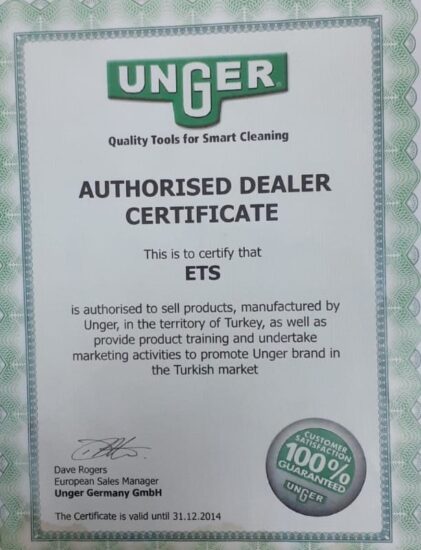 UNGER
Quality Tools for Smart Cleaning
AUTHORISED DEALER
CERTIFICATE
This is to certify that
ETS
is authorised to sell products, manufactured by
Unger, in the territory of Turkey, as well as
provide product training and undertake
marketing activities to promote Unger brand in
the Turkish market
Dave Rogers
European Sales Manager
Unger Germany GmbH
The Certificate is valid until 31.12.2014
CUSTOMER
SATISFACTION
100%
GUARANTEED
UNGER